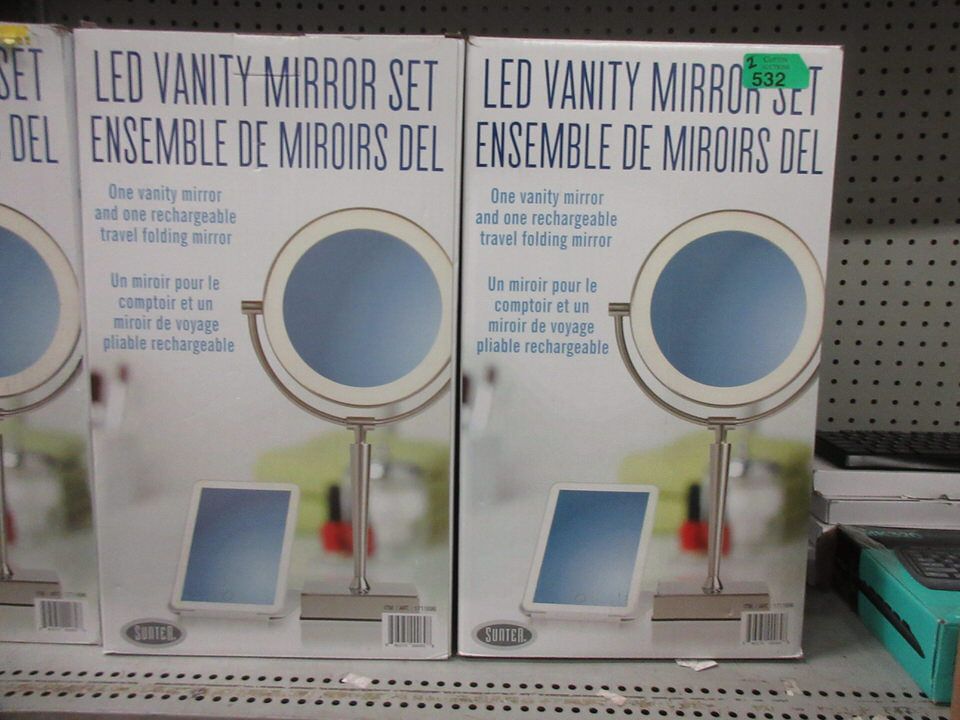 SET
DEL
LED VANITY MIRROR SET
ENSEMBLE DE MIROIRS DEL
One vanity mirror
and one rechargeable
travel folding mirror
Un miroir pour le
comptoir et un
miroir de voyage
pliable rechargeable
SUNTER
LED VANITY MIRROR SET
ENSEMBLE DE MIROIRS DEL
One vanity mirror
and one rechargeable
travel folding mirror
Un miroir pour le
comptoir et un
miroir de voyage
pliable rechargeable
SUNTER
2
532